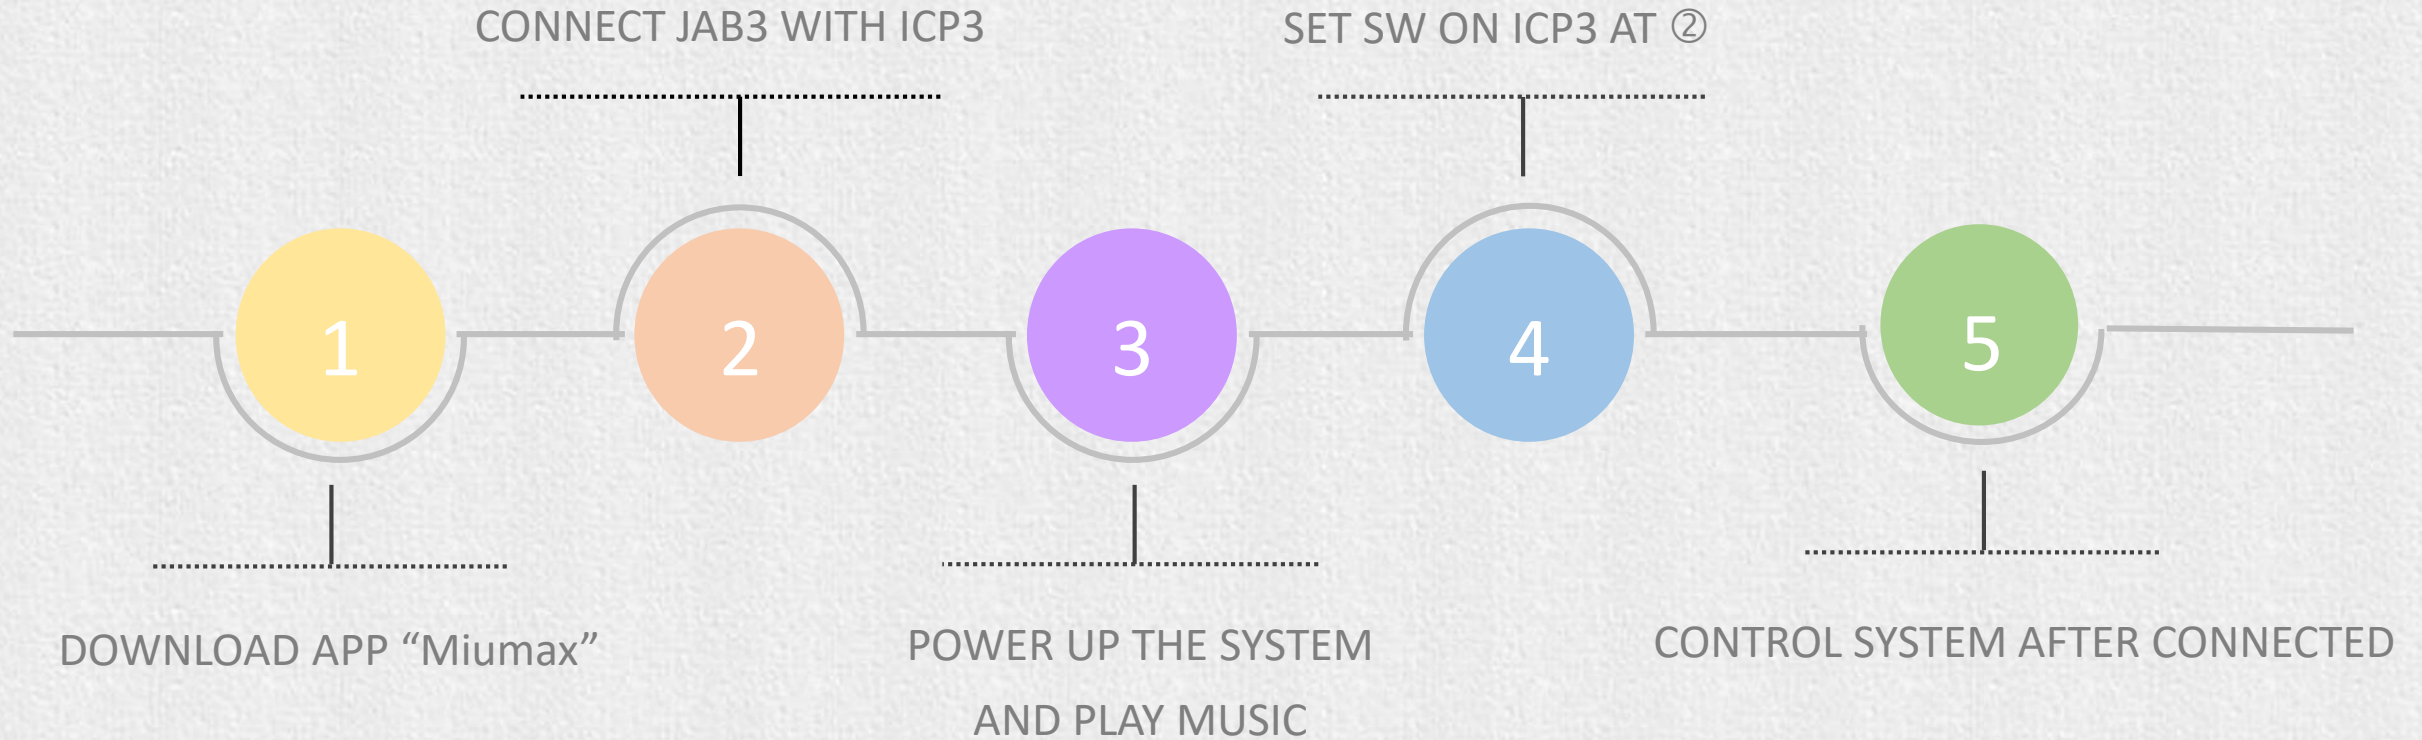 CONNECT JAB3 WITH ICP3
SET SW ON ICP3 AT ②
1
2
3
4
5
DOWNLOAD APP “Miumax”
POWER UP THE SYSTEM
AND PLAY MUSIC
CONTROL SYSTEM AFTER CONNECTED